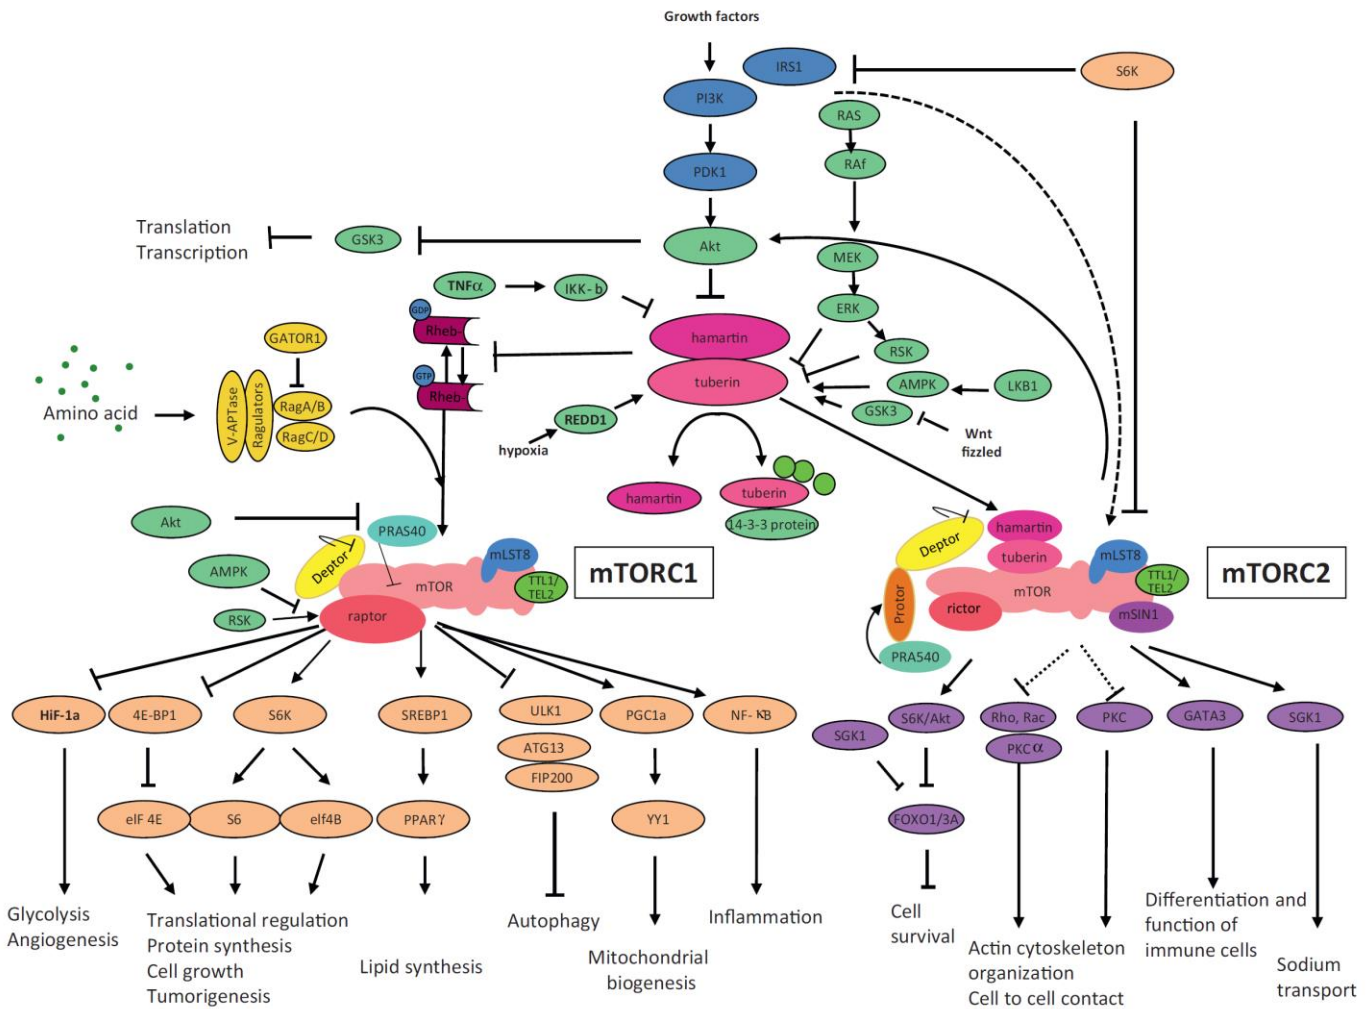 Growth factors
IRS1
S6K
PI3K
RAS
RAf
PDK1
Translation
Transcription
GSK3
Akt
MEK
TNFα
IKK-b
ERK
GDP
Rheb-
hamartin
GATOR1
RSK
GTP
Rheb-
tuberin
AMPK
LKB1
Amino acid
V-APTase
Ragulators
RagA/B
RagC/D
REDD1
GSK3
hypoxia
Wnt
fizzled
hamartin
tuberin
14-3-3 protein
Akt
PRAS40
Deptor
mLST8
AMPK
mTOR
TTL1/
TEL2
mTORC1
RSK
raptor
hamartin
Deptor
tuberin
mLST8
TTL1/
TEL2
mTORC2
Protor
rictor
mTOR
mSIN1
PRA540
HiF-1a
4E-BP1
S6K
SREBP1
ULK1
PGC1a
NF-κB
ATG13
FIP200
SGK1
S6K/Akt
Rho, Rac
PKCα
PKC
GATA3
SGK1
eIF 4E
S6
eIf4B
PPARγ
YY1
FOXO1/3A
Glycolysis
Angiogenesis
Translational regulation
Protein synthesis
Cell growth
Tumorigenesis
Lipid synthesis
Autophagy
Mitochondrial
biogenesis
Inflammation
Cell
survival
Actin cytoskeleton
organization
Cell to cell contact
Differentiation and
function of
immune cells
Sodium
transport